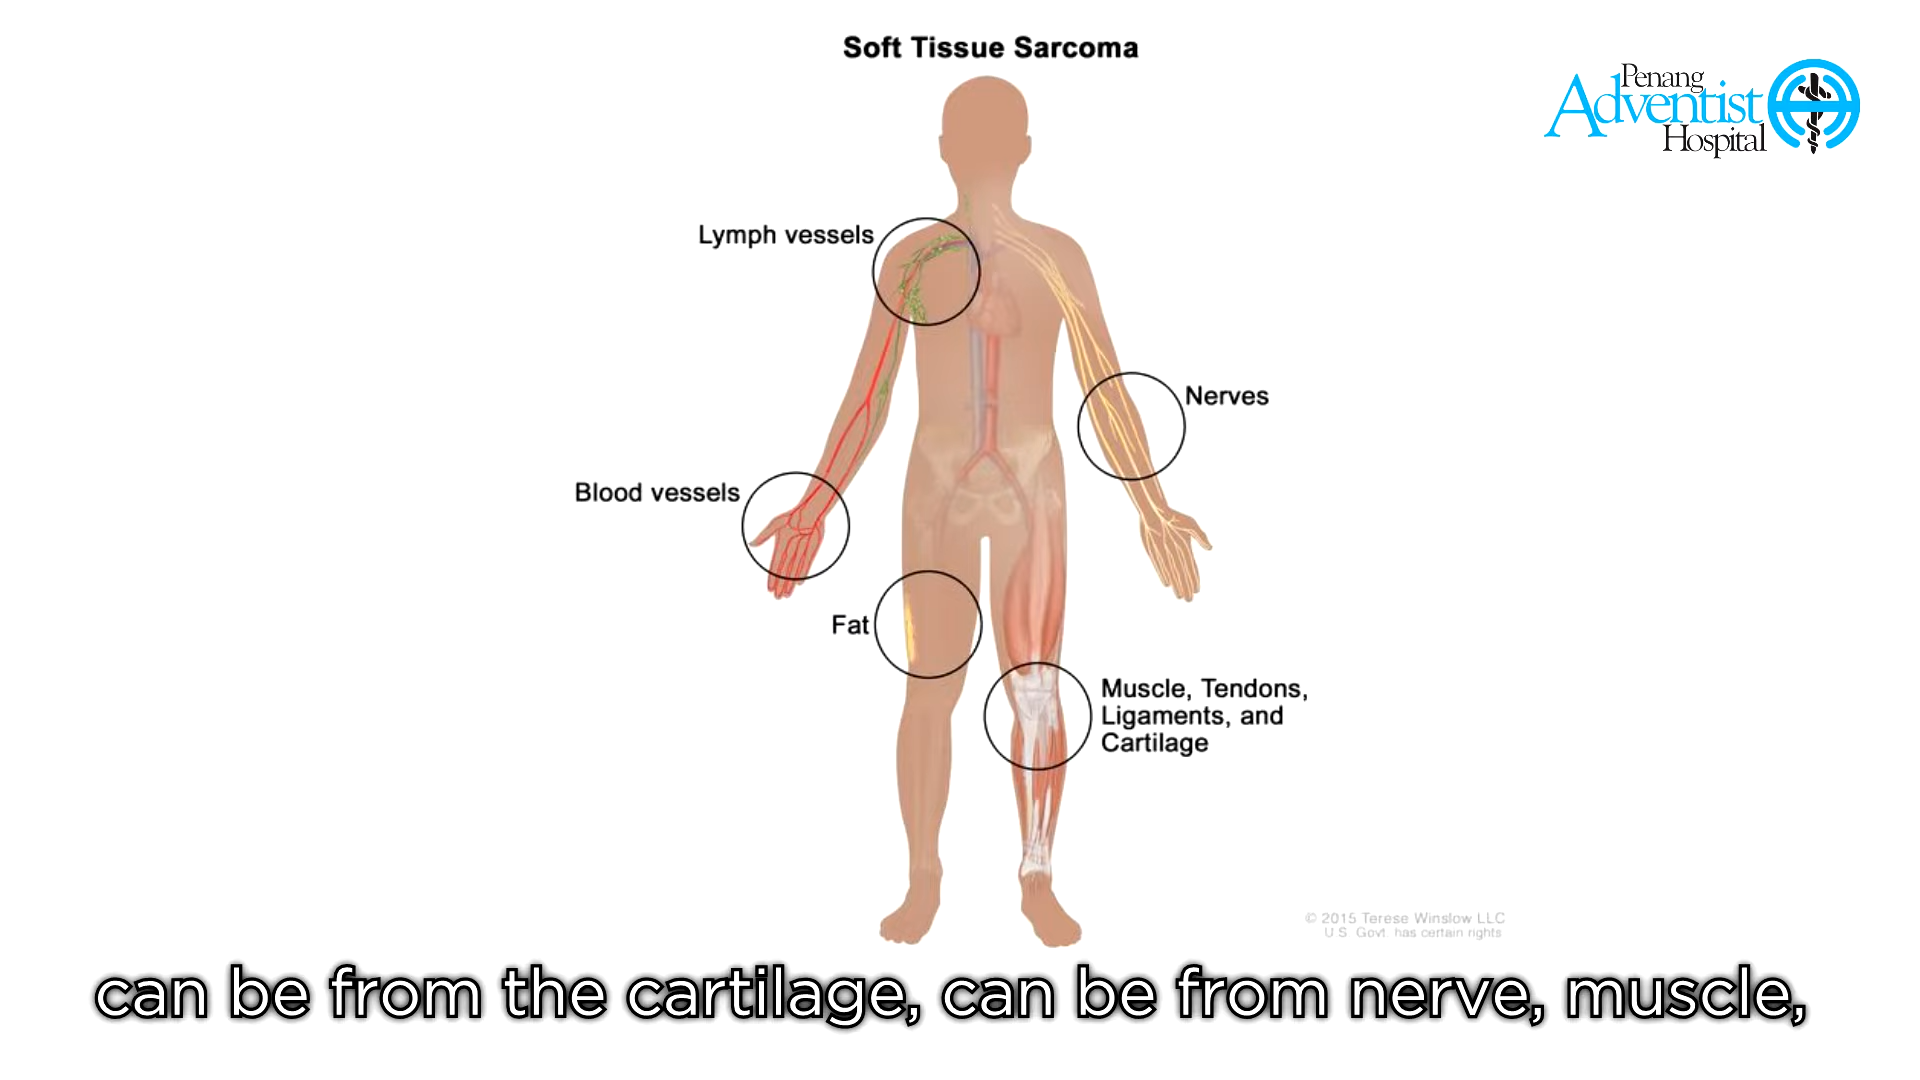 Soft Tissue Sarcoma
Penang
Adventist
Hospital
Lymph vessels
Nerves
Blood vessels
Fat
Muscle, Tendons,
Ligaments, and
Cartilage
© 2015 Terese Winslow LLC
U.S. Govt. has certain rights
can be from the cartilage, can be from nerve, muscle,